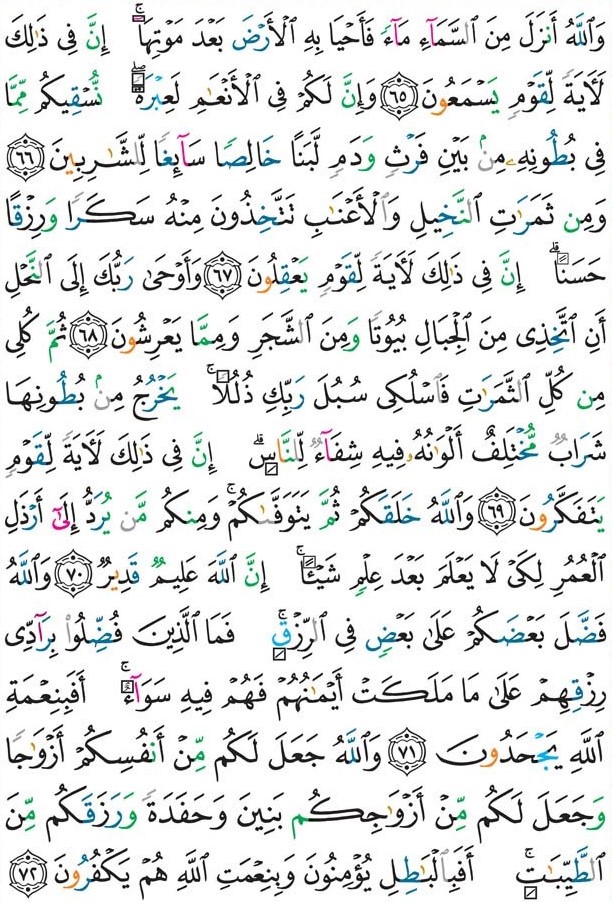 وَٱللَّهُ أَنزَلَ مِنَ ٱلسَّمَآءِ مَآءً فَأَحْيَا بِهِ ٱلْأَرْضَ بَعْدَ مَوْتِهَآ ۚ إِنَّ فِى ذَٰلِكَ
لَـَٔايَةً لِّقَوْمٍ يَسْمَعُونَ ﴿٦٥﴾ وَإِنَّ لَكُمْ فِى ٱلْأَنْعَـٰمِ لَعِبْرَةً ۖ نُّسْقِيكُم مِّمَّا
فِى بُطُونِهِۦ مِنۢ بَيْنِ فَرْثٍ وَدَمٍ لَّبَنًا خَالِصًا سَآئِغًا لِّلشَّـٰرِبِينَ ﴿٦٦﴾
وَمِن ثَمَرَٰتِ ٱلنَّخِيلِ وَٱلْأَعْنَـٰبِ تَتَّخِذُونَ مِنْهُ سَكَرًا وَرِزْقًا
حَسَنًا ۗ إِنَّ فِى ذَٰلِكَ لَـَٔايَةً لِّقَوْمٍ يَعْقِلُونَ ﴿٦٧﴾ وَأَوْحَىٰ رَبُّكَ إِلَى ٱلنَّحْلِ
أَنِ ٱتَّخِذِى مِنَ ٱلْجِبَالِ بُيُوتًا وَمِنَ ٱلشَّجَرِ وَمِمَّا يَعْرِشُونَ ﴿٦٨﴾ ثُمَّ كُلِى
مِن كُلِّ ٱلثَّمَرَٰتِ فَٱسْلُكِى سُبُلَ رَبِّكِ ذُلُلًا ۚ يَخْرُجُ مِنۢ بُطُونِهَا
شَرَابٌ مُّخْتَلِفٌ أَلْوَٰنُهُۥ فِيهِ شِفَآءٌ لِّلنَّاسِ ۗ إِنَّ فِى ذَٰلِكَ لَـَٔايَةً لِّقَوْمٍ
يَتَفَكَّرُونَ ﴿٦٩﴾ وَٱللَّهُ خَلَقَكُمْ ثُمَّ يَتَوَفَّىٰكُمْ ۚ وَمِنكُم مَّن يُرَدُّ إِلَىٰٓ أَرْذَلِ
ٱلْعُمُرِ لِكَىْ لَا يَعْلَمَ بَعْدَ عِلْمٍ شَيْـًٔا ۚ إِنَّ ٱللَّهَ عَلِيمٌ قَدِيرٌ ﴿٧٠﴾ وَٱللَّهُ
فَضَّلَ بَعْضَكُمْ عَلَىٰ بَعْضٍ فِى ٱلرِّزْقِ ۚ فَمَا ٱلَّذِينَ فُضِّلُوا۟ بِرَآدِّى
رِزْقِهِمْ عَلَىٰ مَا مَلَكَتْ أَيْمَـٰنُهُمْ فَهُمْ فِيهِ سَوَآءٌ ۚ أَفَبِنِعْمَةِ
ٱللَّهِ يَجْحَدُونَ ﴿٧١﴾ وَٱللَّهُ جَعَلَ لَكُم مِّنْ أَنفُسِكُمْ أَزْوَٰجًا
وَجَعَلَ لَكُم مِّنْ أَزْوَٰجِكُم بَنِينَ وَحَفَدَةً وَرَزَقَكُم مِّنَ
ٱلطَّيِّبَـٰتِ ۚ أَفَبِٱلْبَـٰطِلِ يُؤْمِنُونَ وَبِنِعْمَتِ ٱللَّهِ هُمْ يَكْفُرُونَ ﴿٧٢﴾